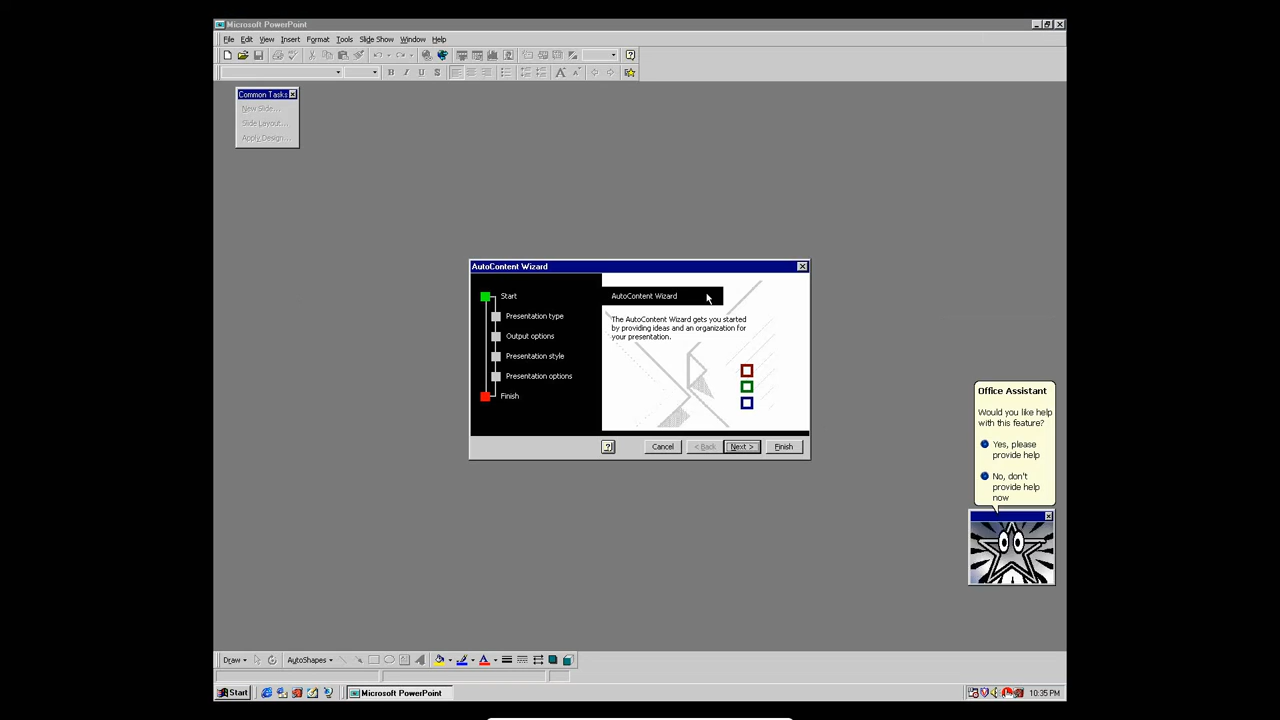 Microsoft PowerPoint
File Edit View Insert Format Tools Slide Show Window Help
B I U S
A A
Common Tasks
New Slide...
Slide Layout...
Apply Design...
AutoContent Wizard
Start
Presentation type
Output options
Presentation style
Presentation options
Finish
AutoContent Wizard
The AutoContent Wizard gets you started
by providing ideas and an organization for
your presentation.
Cancel < Back Next > Finish
Office Assistant
Would you like help
with this feature?
Yes, please
provide help
No, don't
provide help
now
Draw AutoShapes A
Start Microsoft PowerPoint 10:35 PM